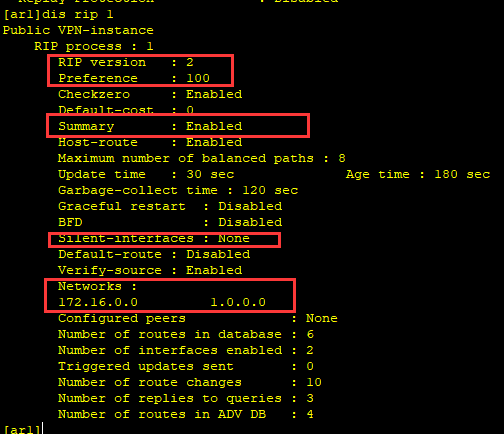 Replay Protection : Disabled
[ar1]dis rip 1
Public VPN-instance
RIP process : 1
RIP version : 2
Preference : 100
Checkzero : Enabled
Default-cost : 0
Summary : Enabled
Host-route : Enabled
Maximum number of balanced paths : 8
Update time : 30 sec Age time : 180 sec
Garbage-collect time : 120 sec
Graceful restart : Disabled
BFD : Disabled
Silent-interfaces : None
Default-route : Disabled
Verify-source : Enabled
Networks :
172.16.0.0 1.0.0.0
Configured peers : None
Number of routes in database : 6
Number of interfaces enabled : 2
Triggered updates sent : 0
Number of route changes : 10
Number of replies to queries : 3
Number of routes in ADV DB : 4
[ar1]